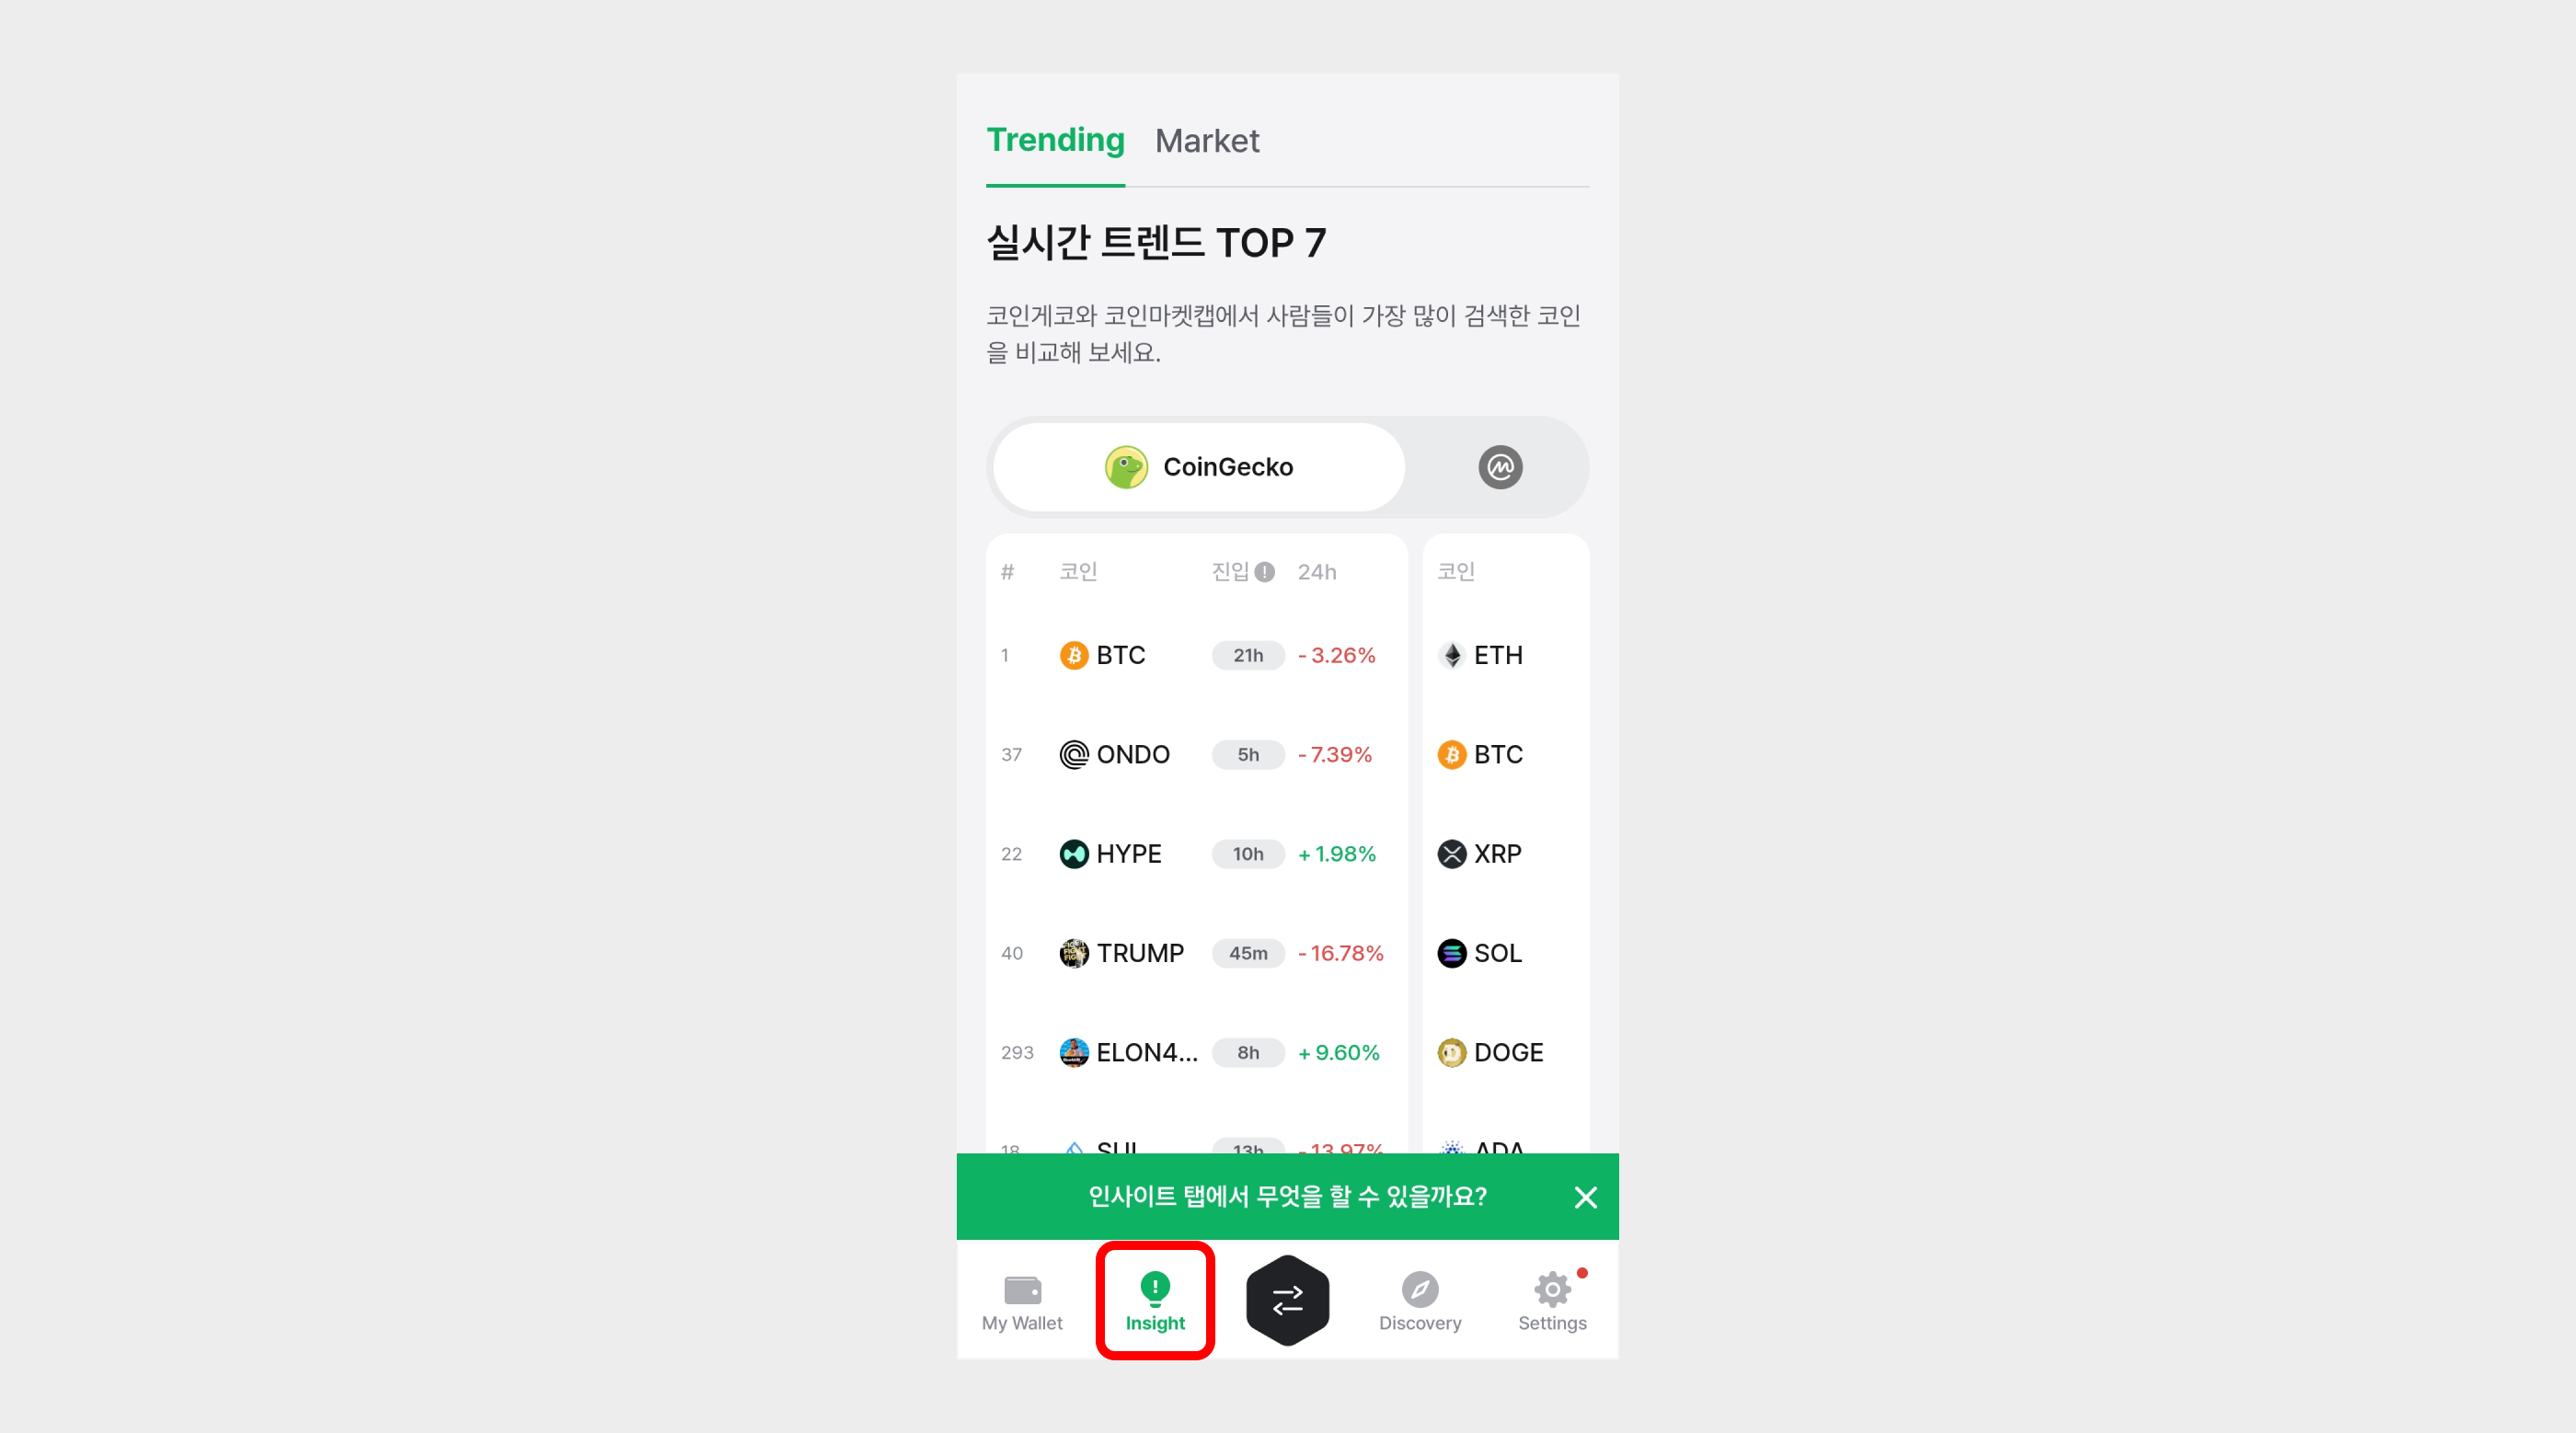 Trending Market
실시간 트렌드 TOP 7
코인게코와 코인마켓캡에서 사람들이 가장 많이 검색한 코인
을 비교해 보세요.
CoinGecko
# 코인 진입 24h 코인
1 BTC 21h - 3.26% ETH
37 ONDO 5h - 7.39% BTC
22 HYPE 10h + 1.98% XRP
40 TRUMP 45m - 16.78% SOL
293 ELON4... 8h + 9.60% DOGE
18 SUI 13h - 13.97% ADA
인사이트 탭에서 무엇을 할 수 있을까요?
My Wallet Insight Discovery Settings